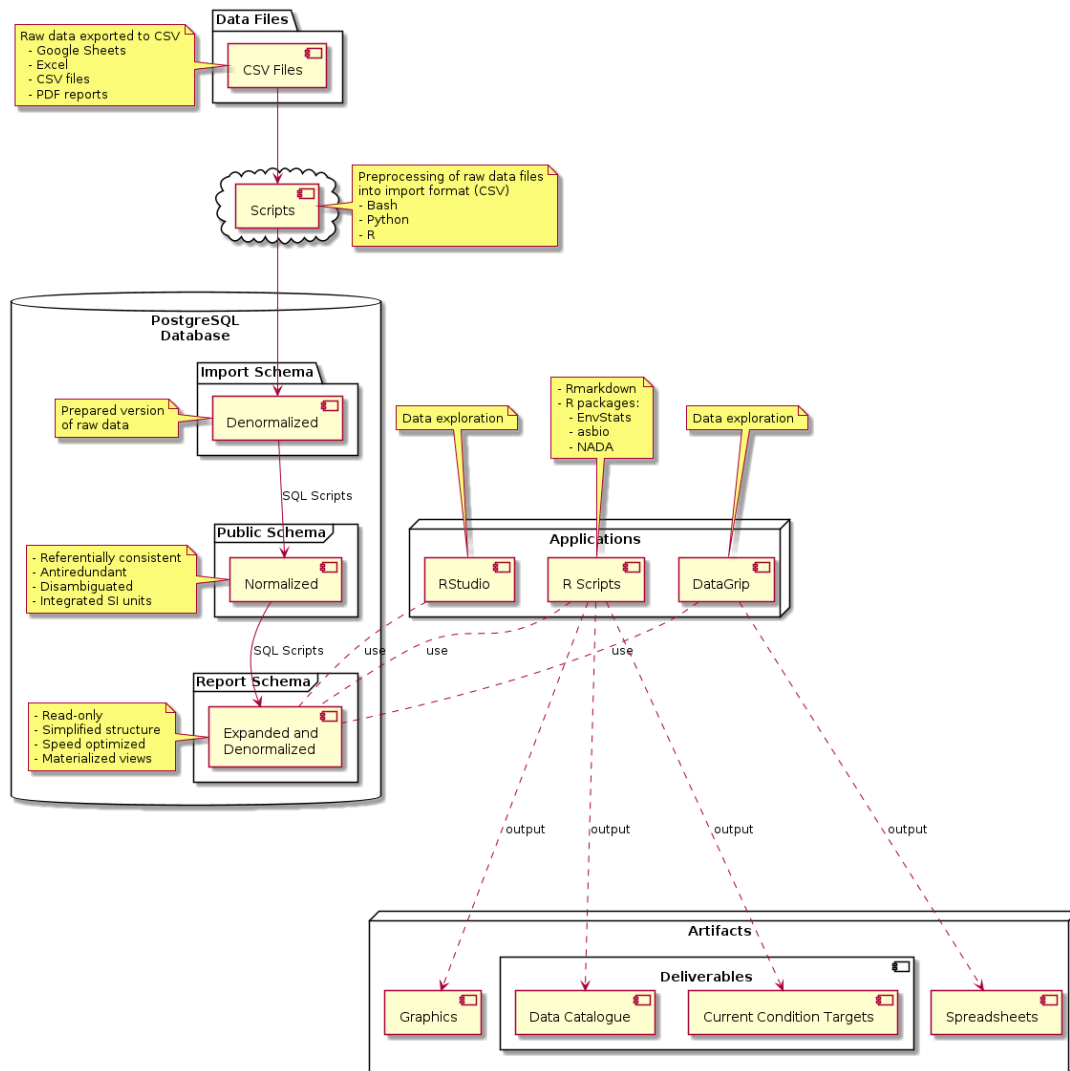 Data Files
Raw data exported to CSV
- Google Sheets
- Excel
- CSV files
- PDF reports
CSV Files
Scripts
Preprocessing of raw data files
into import format (CSV)
- Bash
- Python
- R
PostgreSQL
Database
Import Schema
Prepared version
of raw data
Denormalized
SQL Scripts
Public Schema
- Referentially consistent
- Antiredundant
- Disambiguated
- Integrated SI units
Normalized
SQL Scripts
Report Schema
- Read-only
- Simplified structure
- Speed optimized
- Materialized views
Expanded and
Denormalized
Data exploration
- Rmarkdown
- R packages:
- EnvStats
- asbio
- NADA
Data exploration
Applications
RStudio
R Scripts
DataGrip
use
use
use
output
output
output
output
Artifacts
Deliverables
Graphics
Data Catalogue
Current Condition Targets
Spreadsheets